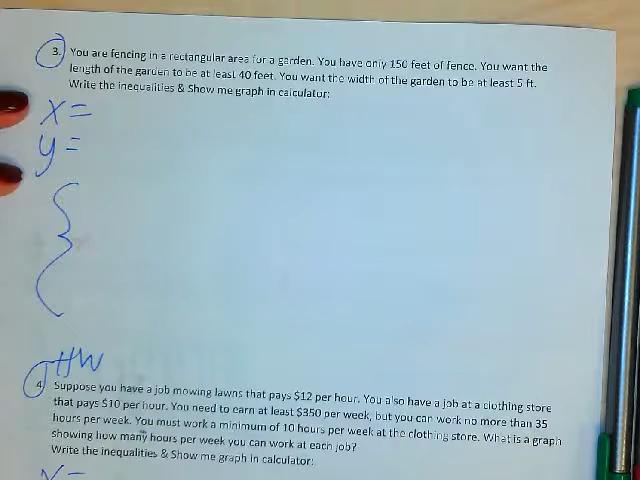 3. You are fencing in a rectangular area for a garden. You have only 150 feet of fence. You want the
length of the garden to be at least 40 feet. You want the width of the garden to be at least 5 ft.
Write the inequalities & Show me graph in calculator:
x =
y =
HW
4. Suppose you have a job mowing lawns that pays $12 per hour. You also have a job at a clothing store
that pays $10 per hour. You need to earn at least $350 per week, but you can work no more than 35
hours per week. You must work a minimum of 10 hours per week at the clothing store. What is a graph
showing how many hours per week you can work at each job?
Write the inequalities & Show me graph in calculator: